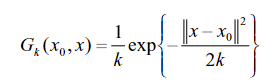 G_k(x_0, x) = \frac{1}{k} \exp\left\{-\frac{\|x - x_0\|^2}{2k}\right\}